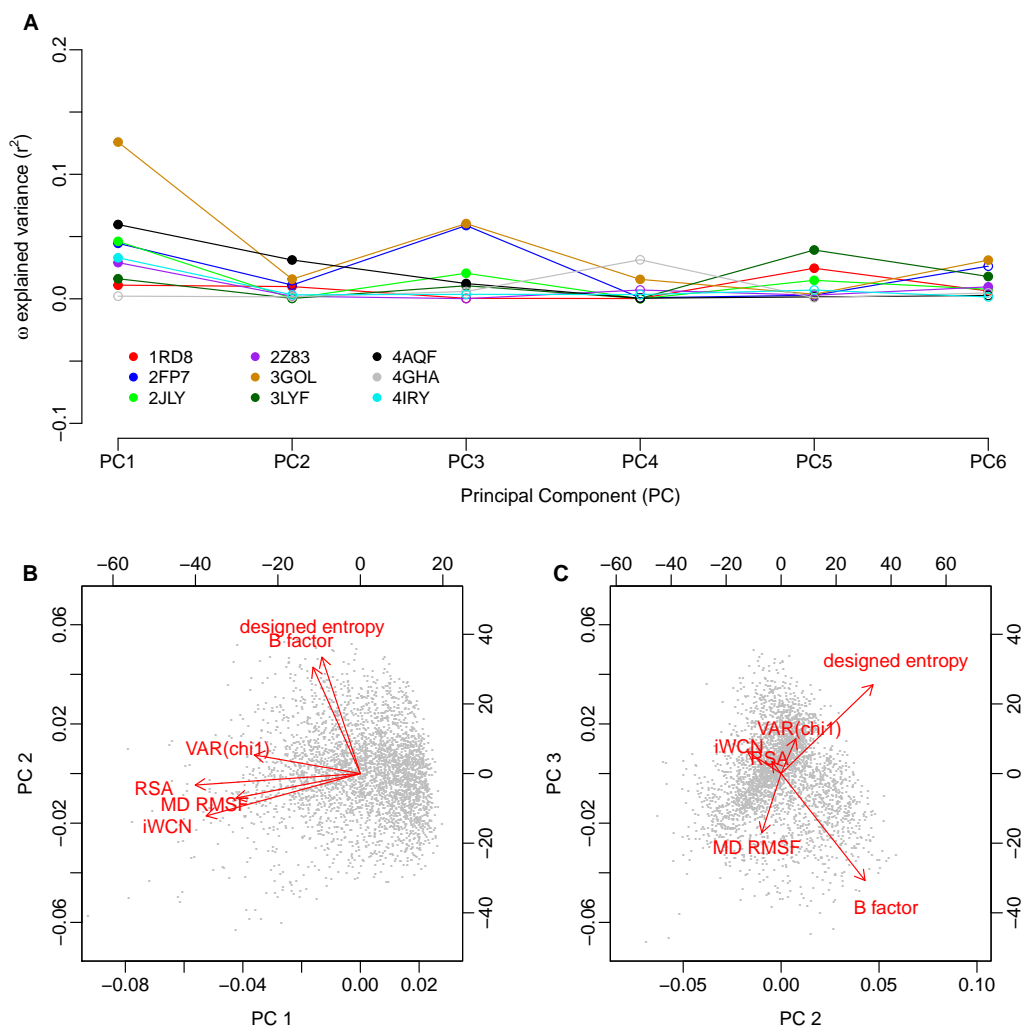 A
0.2
0.1
0.0
−0.1
ω explained variance (r²)
1RD8 2Z83 4AQF
2FP7 3GOL 4GHA
2JLY 3LYF 4IRY
PC1 PC2 PC3 PC4 PC5 PC6
Principal Component (PC)
B
−60 −40 −20 0 20
0.06
0.02
−0.02
−0.06
PC 2
40
20
0
−20
−40
designed entropy
B factor
VAR(chi1)
RSA
MD RMSF
iWCN
−0.08 −0.04 0.00 0.02
PC 1
C
−60 −40 −20 0 20 40 60
0.06
0.02
−0.02
−0.06
PC 3
40
20
0
−20
−40
designed entropy
VAR(chi1)
iWCN
RSA
MD RMSF
B factor
−0.05 0.00 0.05 0.10
PC 2